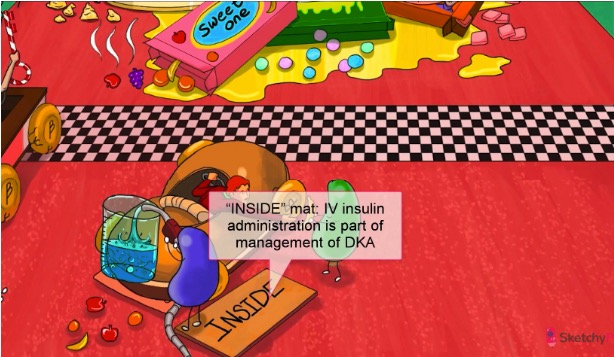 Sweet
one
“INSIDE” mat: IV insulin
administration is part of
management of DKA
INSIDE
Sketchy